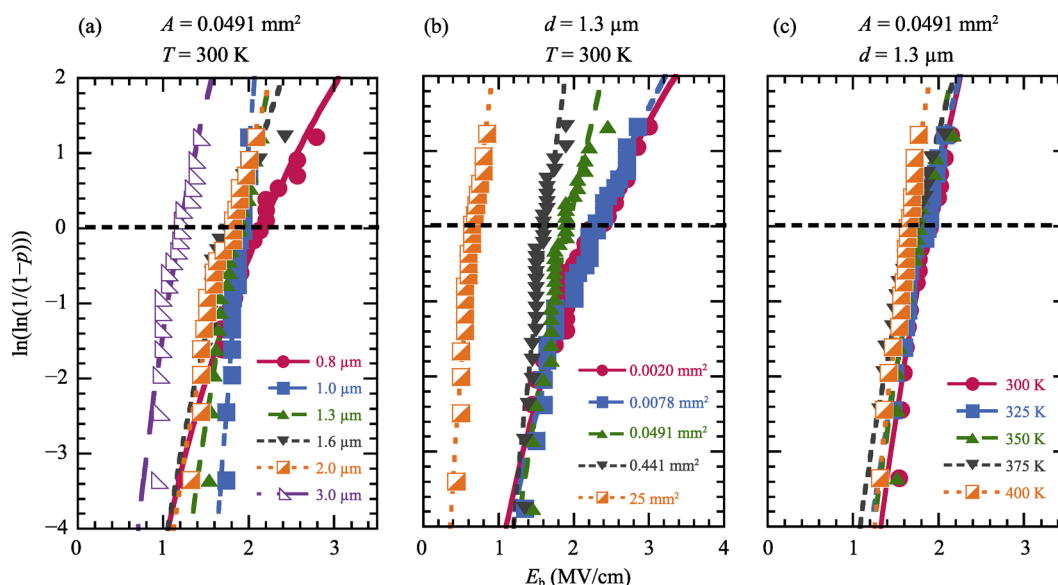 (a)
A = 0.0491 mm²
T = 300 K
(b)
d = 1.3 µm
T = 300 K
(c)
A = 0.0491 mm²
d = 1.3 µm
ln(ln(1/(1-p)))
2
1
0
−1
−2
−3
−4
0.8 µm
1.0 µm
1.3 µm
1.6 µm
2.0 µm
3.0 µm
0.0020 mm²
0.0078 mm²
0.0491 mm²
0.441 mm²
25 mm²
300 K
325 K
350 K
375 K
400 K
0 1 2 3
0 1 2 3 4
0 1 2 3
E_b (MV/cm)